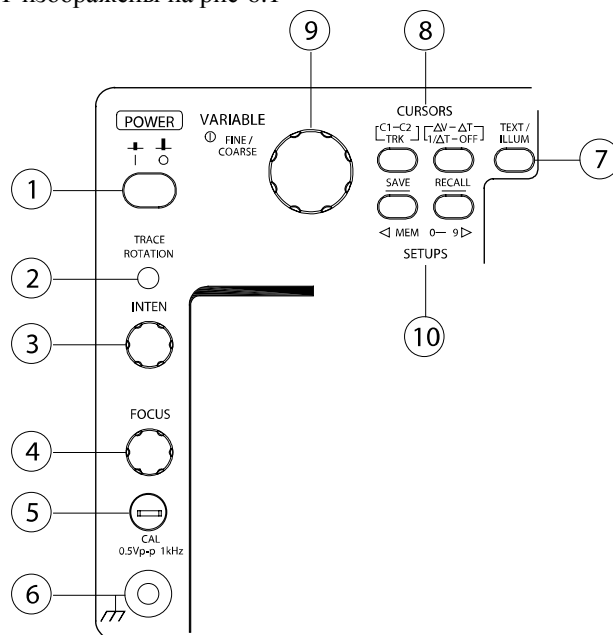 Г изображены на рис 6.1
9
8
POWER
VARIABLE
FINE / COARSE
CURSORS
C1–C2
TRK
ΔV – ΔT
1/ΔT – OFF
TEXT / ILLUM
7
1
SAVE
RECALL
◁ MEM 0— 9 ▷
SETUPS
TRACE ROTATION
2
10
INTEN
3
FOCUS
4
5
CAL
0.5Vp-p 1kHz
6